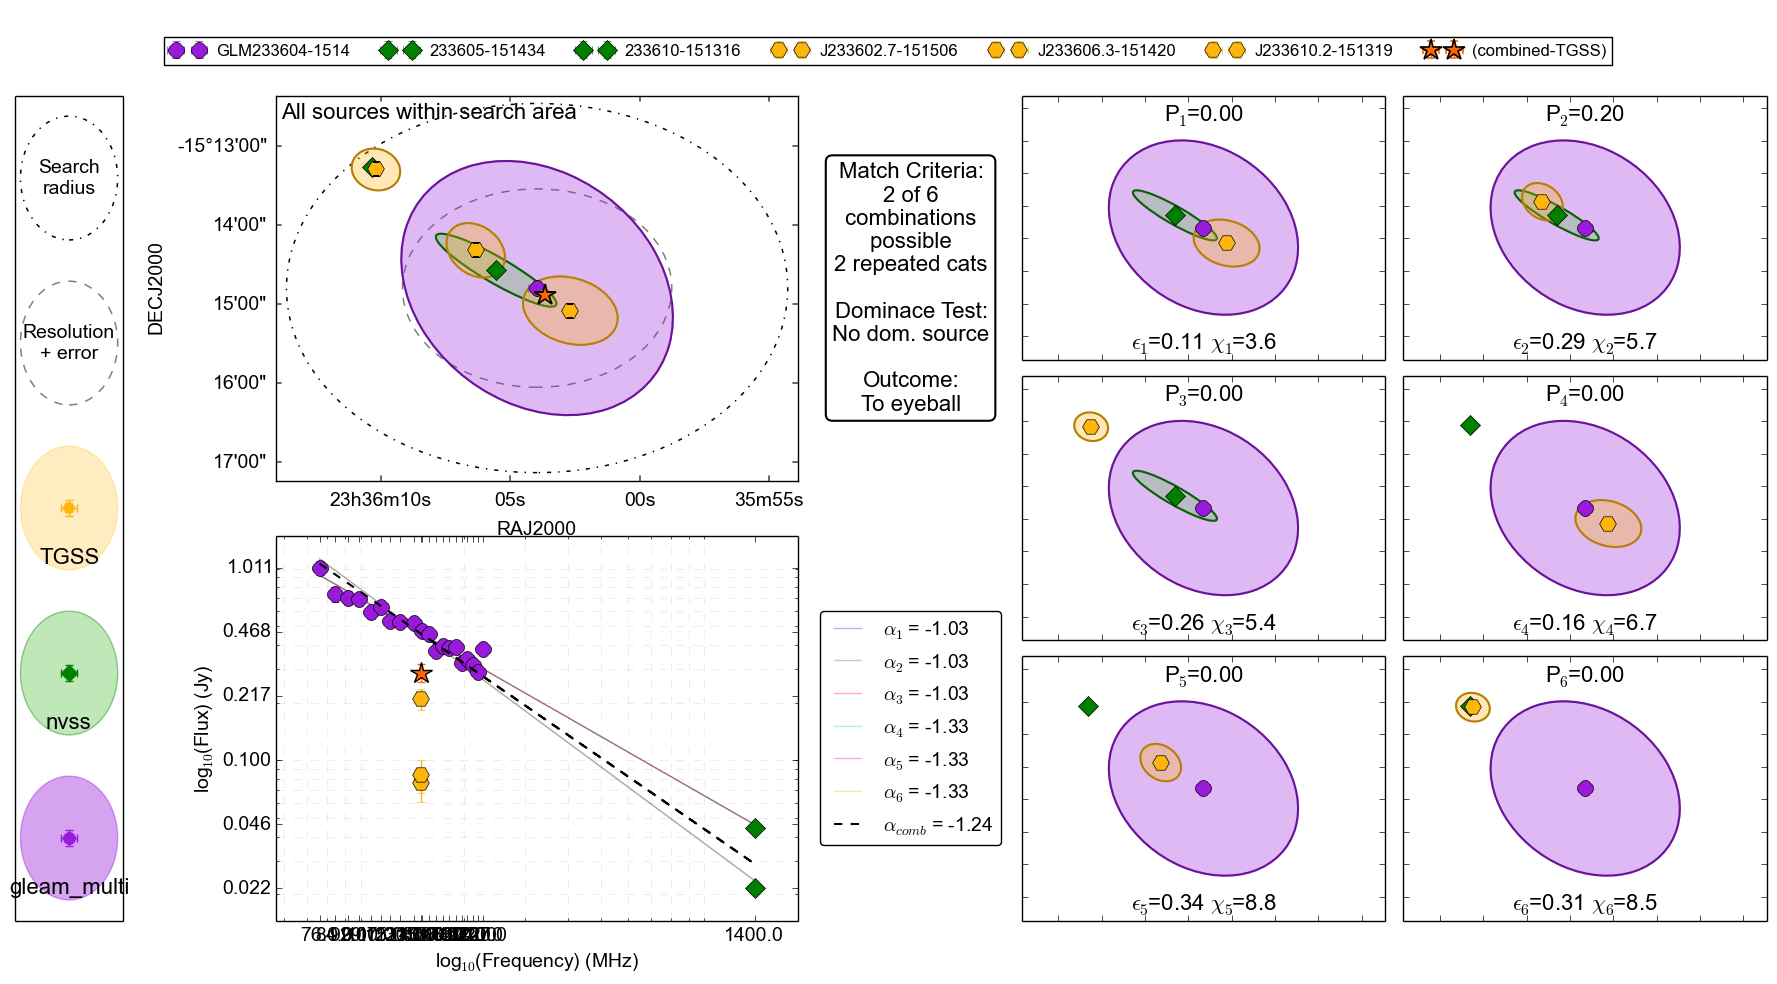 GLM233604-1514 233605-151434 233610-151316 J233602.7-151506 J233606.3-151420 J233610.2-151319 (combined-TGSS)
Search
radius
Resolution
+ error
TGSS
nvss
gleam_multi
All sources within search area
DECJ2000
-15°13'00"
14'00"
15'00"
16'00"
17'00"
23h36m10s 05s 00s 35m55s
RAJ2000
Match Criteria:
2 of 6
combinations
possible
2 repeated cats
Dominace Test:
No dom. source
Outcome:
To eyeball
log10(Flux) (Jy)
1.011
0.468
0.217
0.100
0.046
0.022
1400.0
log10(Frequency) (MHz)
α1 = -1.03
α2 = -1.03
α3 = -1.03
α4 = -1.33
α5 = -1.33
α6 = -1.33
αcomb = -1.24
P1=0.00
ϵ1=0.11 χ1=3.6
P2=0.20
ϵ2=0.29 χ2=5.7
P3=0.00
ϵ3=0.26 χ3=5.4
P4=0.00
ϵ4=0.16 χ4=6.7
P5=0.00
ϵ5=0.34 χ5=8.8
P6=0.00
ϵ6=0.31 χ6=8.5